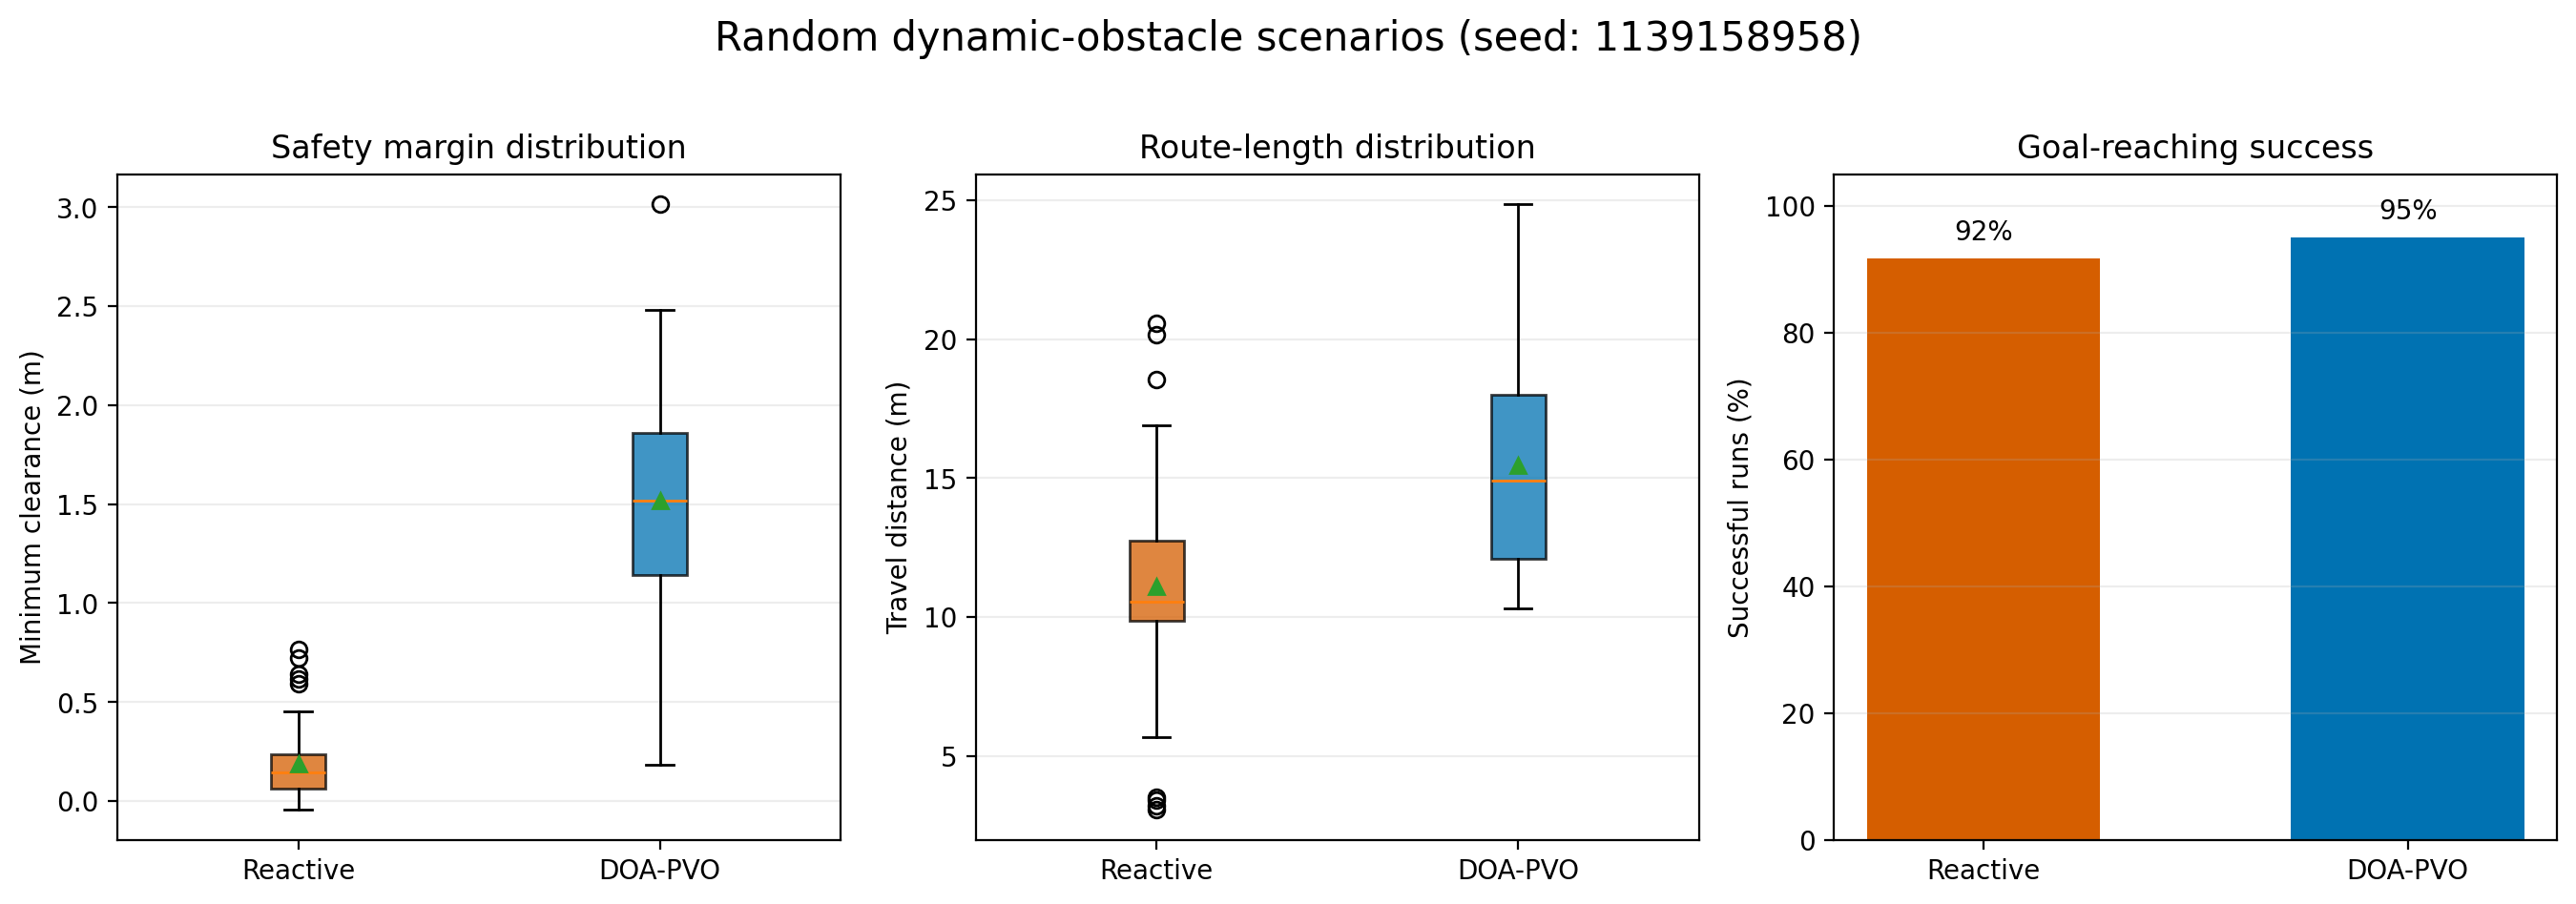 Random dynamic-obstacle scenarios (seed: 1139158958)
Safety margin distribution
Minimum clearance (m)
3.0
2.5
2.0
1.5
1.0
0.5
0.0
Reactive
DOA-PVO
Route-length distribution
Travel distance (m)
25
20
15
10
5
Reactive
DOA-PVO
Goal-reaching success
Successful runs (%)
100
80
60
40
20
0
92%
95%
Reactive
DOA-PVO